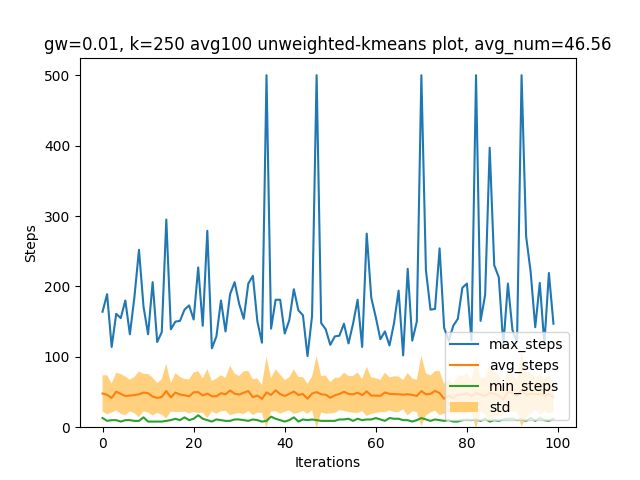 gw=0.01, k=250 avg100 unweighted-kmeans plot, avg_num=46.56
Steps
500
400
300
200
100
0
0
20
40
60
80
100
Iterations
max_steps
avg_steps
min_steps
std